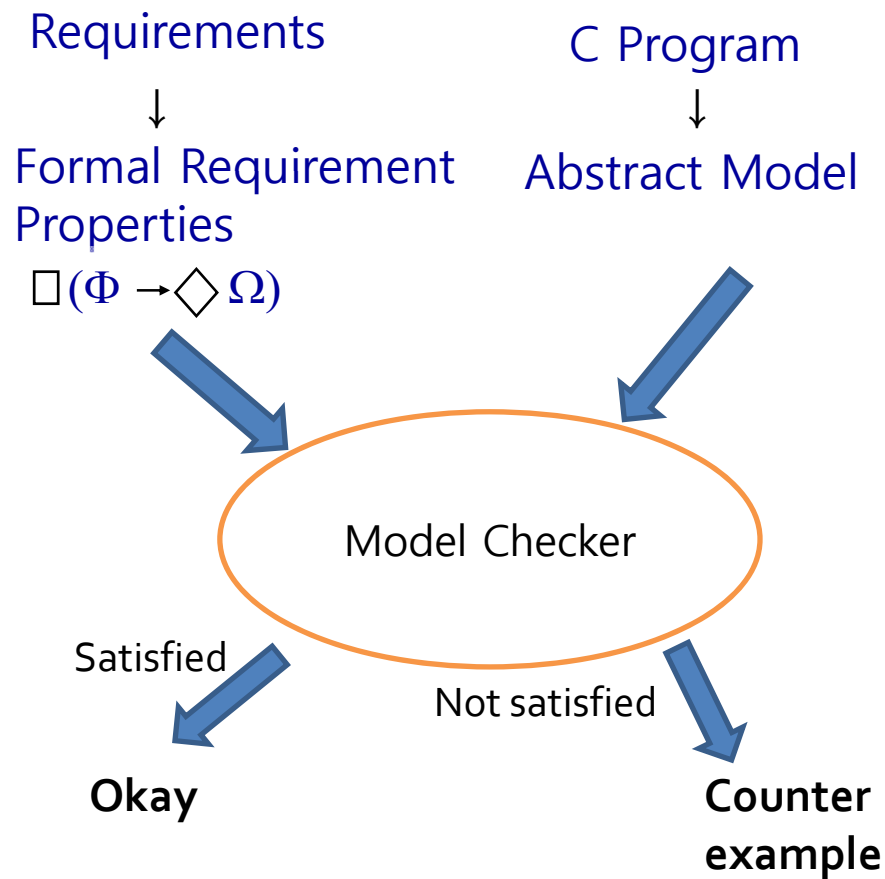 Requirements
↓
Formal Requirement
Properties
□(Φ →◇ Ω)
C Program
↓
Abstract Model
Model Checker
Satisfied
Not satisfied
Okay
Counter
example